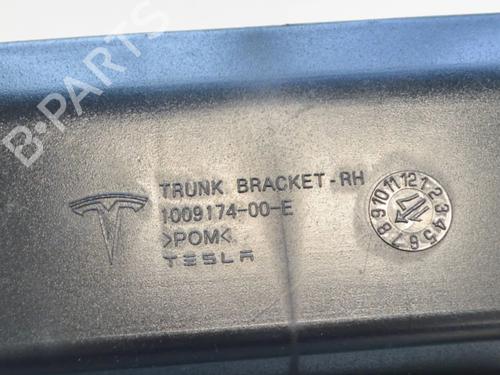 B-PARTS
TRUNK BRACKET-RH
1009174-00-E
>POM<
TESLA
1 2 3 4 5 6 7 8 9 10 11 12